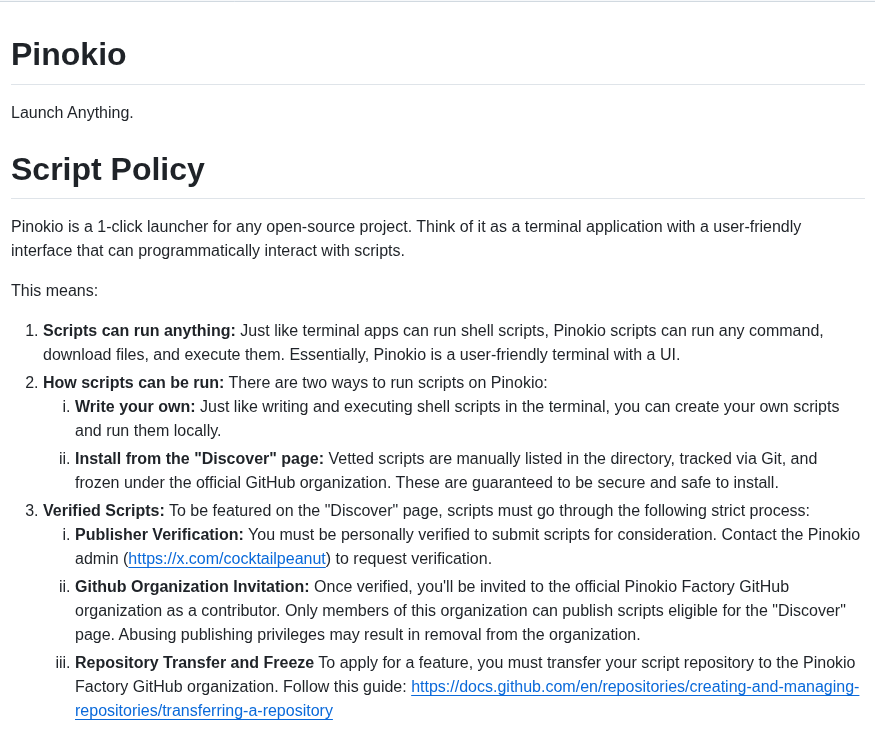 Pinokio
Launch Anything.
Script Policy
Pinokio is a 1-click launcher for any open-source project. Think of it as a terminal application with a user-friendly
interface that can programmatically interact with scripts.
This means:
1. Scripts can run anything: Just like terminal apps can run shell scripts, Pinokio scripts can run any command,
download files, and execute them. Essentially, Pinokio is a user-friendly terminal with a UI.
2. How scripts can be run: There are two ways to run scripts on Pinokio:
i. Write your own: Just like writing and executing shell scripts in the terminal, you can create your own scripts
and run them locally.
ii. Install from the "Discover" page: Vetted scripts are manually listed in the directory, tracked via Git, and
frozen under the official GitHub organization. These are guaranteed to be secure and safe to install.
3. Verified Scripts: To be featured on the "Discover" page, scripts must go through the following strict process:
i. Publisher Verification: You must be personally verified to submit scripts for consideration. Contact the Pinokio
admin (https://x.com/cocktailpeanut) to request verification.
ii. Github Organization Invitation: Once verified, you'll be invited to the official Pinokio Factory GitHub
organization as a contributor. Only members of this organization can publish scripts eligible for the "Discover"
page. Abusing publishing privileges may result in removal from the organization.
iii. Repository Transfer and Freeze To apply for a feature, you must transfer your script repository to the Pinokio
Factory GitHub organization. Follow this guide: https://docs.github.com/en/repositories/creating-and-managing-
repositories/transferring-a-repository